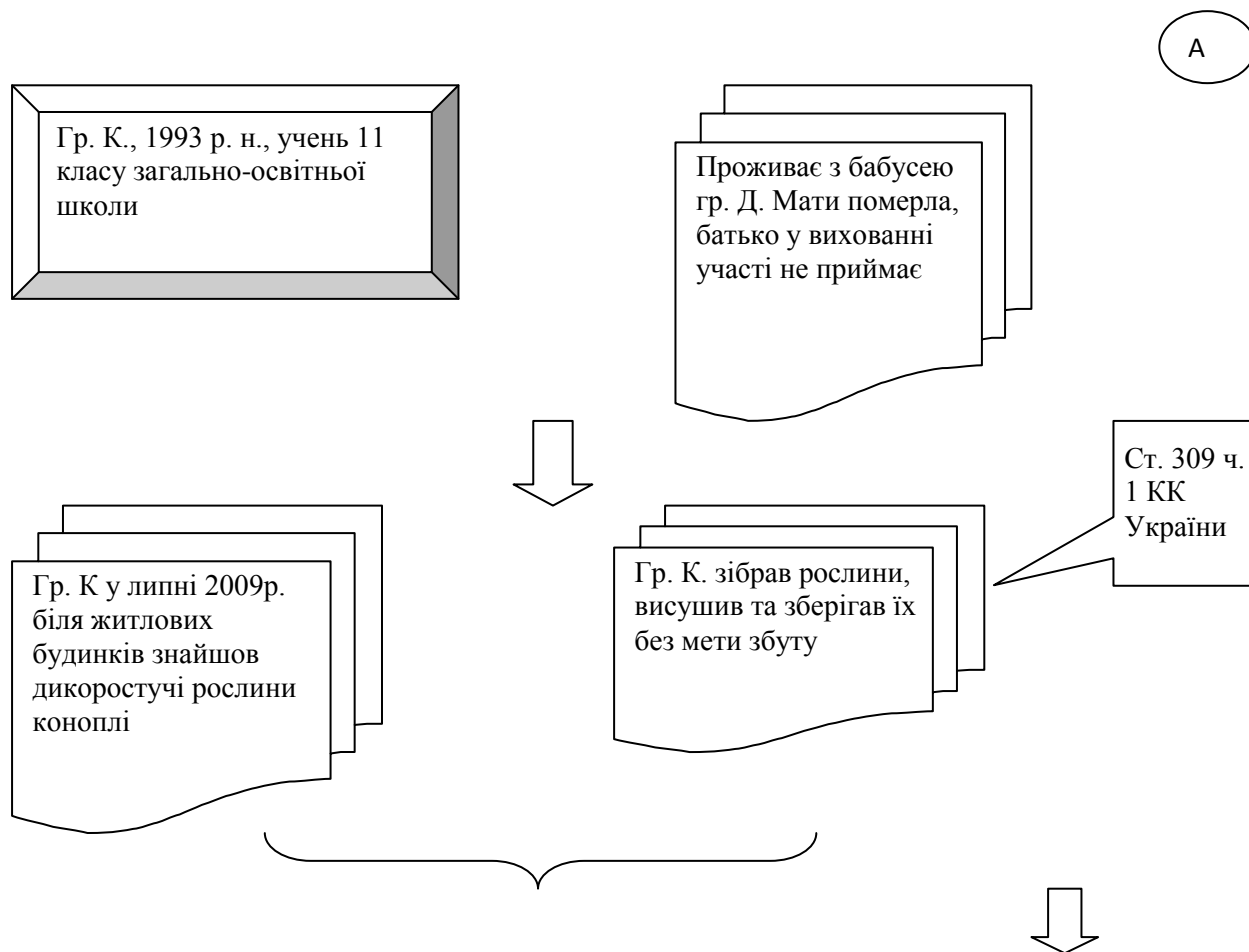 А
Гр. К., 1993 р. н., учень 11
класу загально-освітньої
школи
Проживає з бабусею
гр. Д. Мати померла,
батько у вихованні
участі не приймає
Ст. 309 ч.
1 КК
України
Гр. К у липні 2009р.
біля житлових
будинків знайшов
дикоростучі рослини
коноплі
Гр. К. зібрав рослини,
висушив та зберігав їх
без мети збуту